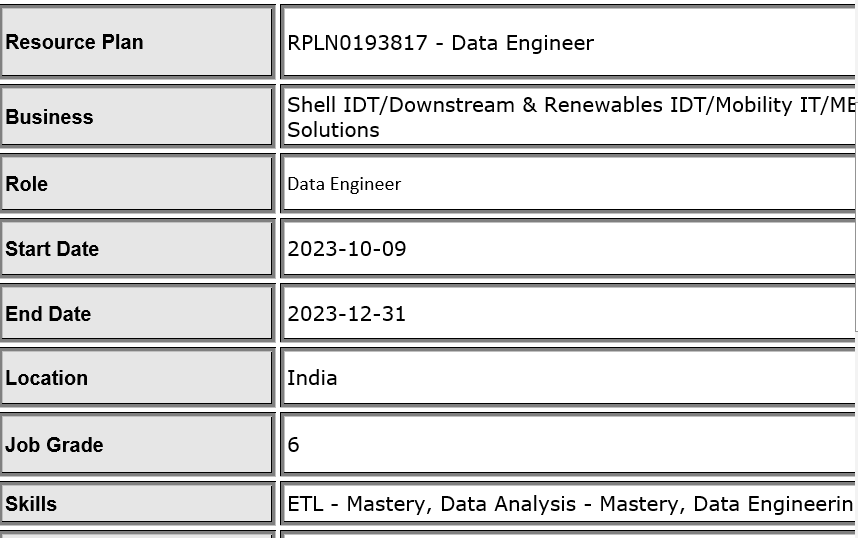 Resource Plan RPLN0193817 - Data Engineer
Business Shell IDT/Downstream & Renewables IDT/Mobility IT/ME
Solutions
Role Data Engineer
Start Date 2023-10-09
End Date 2023-12-31
Location India
Job Grade 6
Skills ETL - Mastery, Data Analysis - Mastery, Data Engineerin